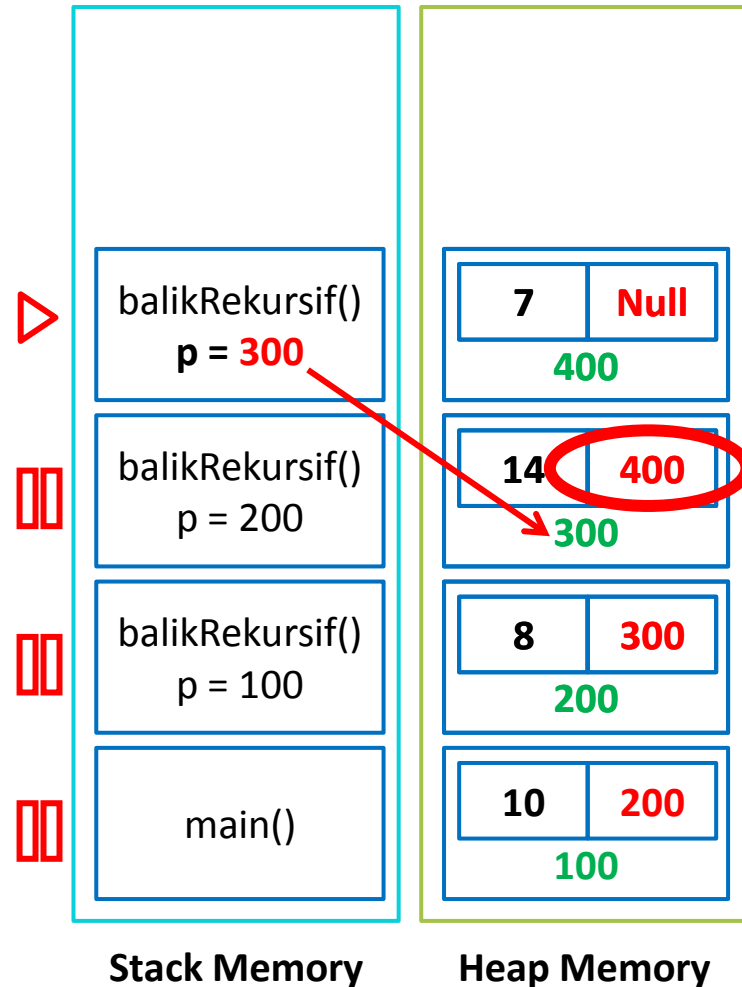 balikRekursif()
p = 300
balikRekursif()
p = 200
balikRekursif()
p = 100
main()
Stack Memory
7 Null
400
14 400
300
8 300
200
10 200
100
Heap Memory